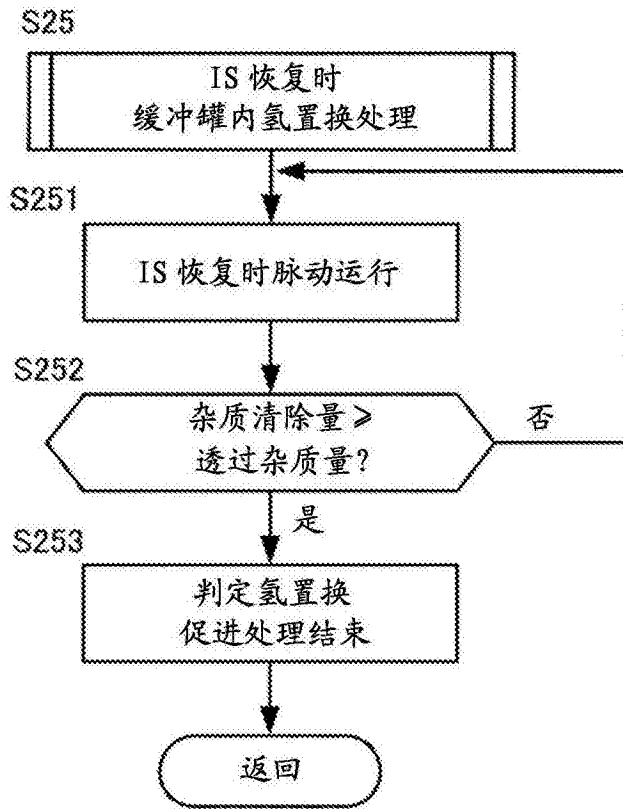 S25
IS 恢复时
缓冲罐内氢置换处理
S251
IS 恢复时脉动运行
S252
杂质清除量≥
透过杂质量?
否
是
S253
判定氢置换
促进处理结束
返回